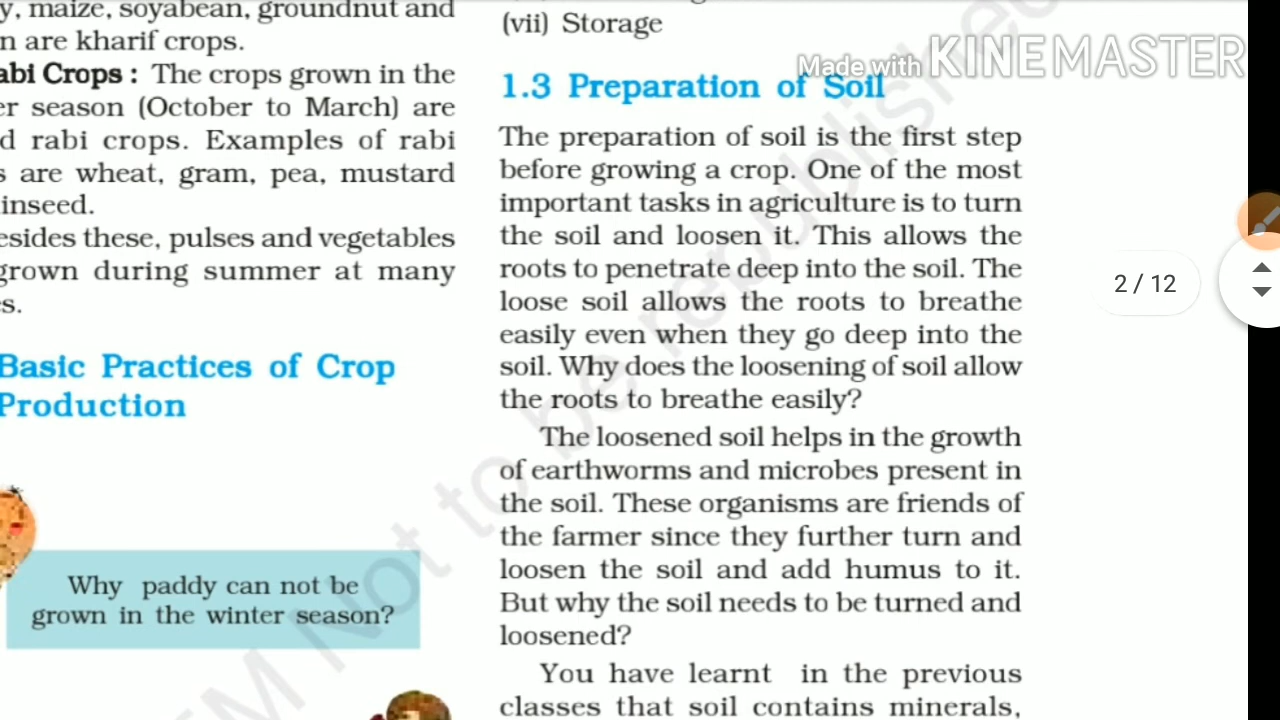 y, maize, soyabean, groundnut and
n are kharif crops.
abi Crops : The crops grown in the
er season (October to March) are
d rabi crops. Examples of rabi
s are wheat, gram, pea, mustard
inseed.
esides these, pulses and vegetables
grown during summer at many
s.
Basic Practices of Crop
Production
Why paddy can not be
grown in the winter season?
(vii) Storage
1.3 Preparation of Soil
The preparation of soil is the first step
before growing a crop. One of the most
important tasks in agriculture is to turn
the soil and loosen it. This allows the
roots to penetrate deep into the soil. The
loose soil allows the roots to breathe
easily even when they go deep into the
soil. Why does the loosening of soil allow
the roots to breathe easily?
The loosened soil helps in the growth
of earthworms and microbes present in
the soil. These organisms are friends of
the farmer since they further turn and
loosen the soil and add humus to it.
But why the soil needs to be turned and
loosened?
You have learnt in the previous
classes that soil contains minerals,
Made with KINEMASTER
2 / 12
Not to be republished